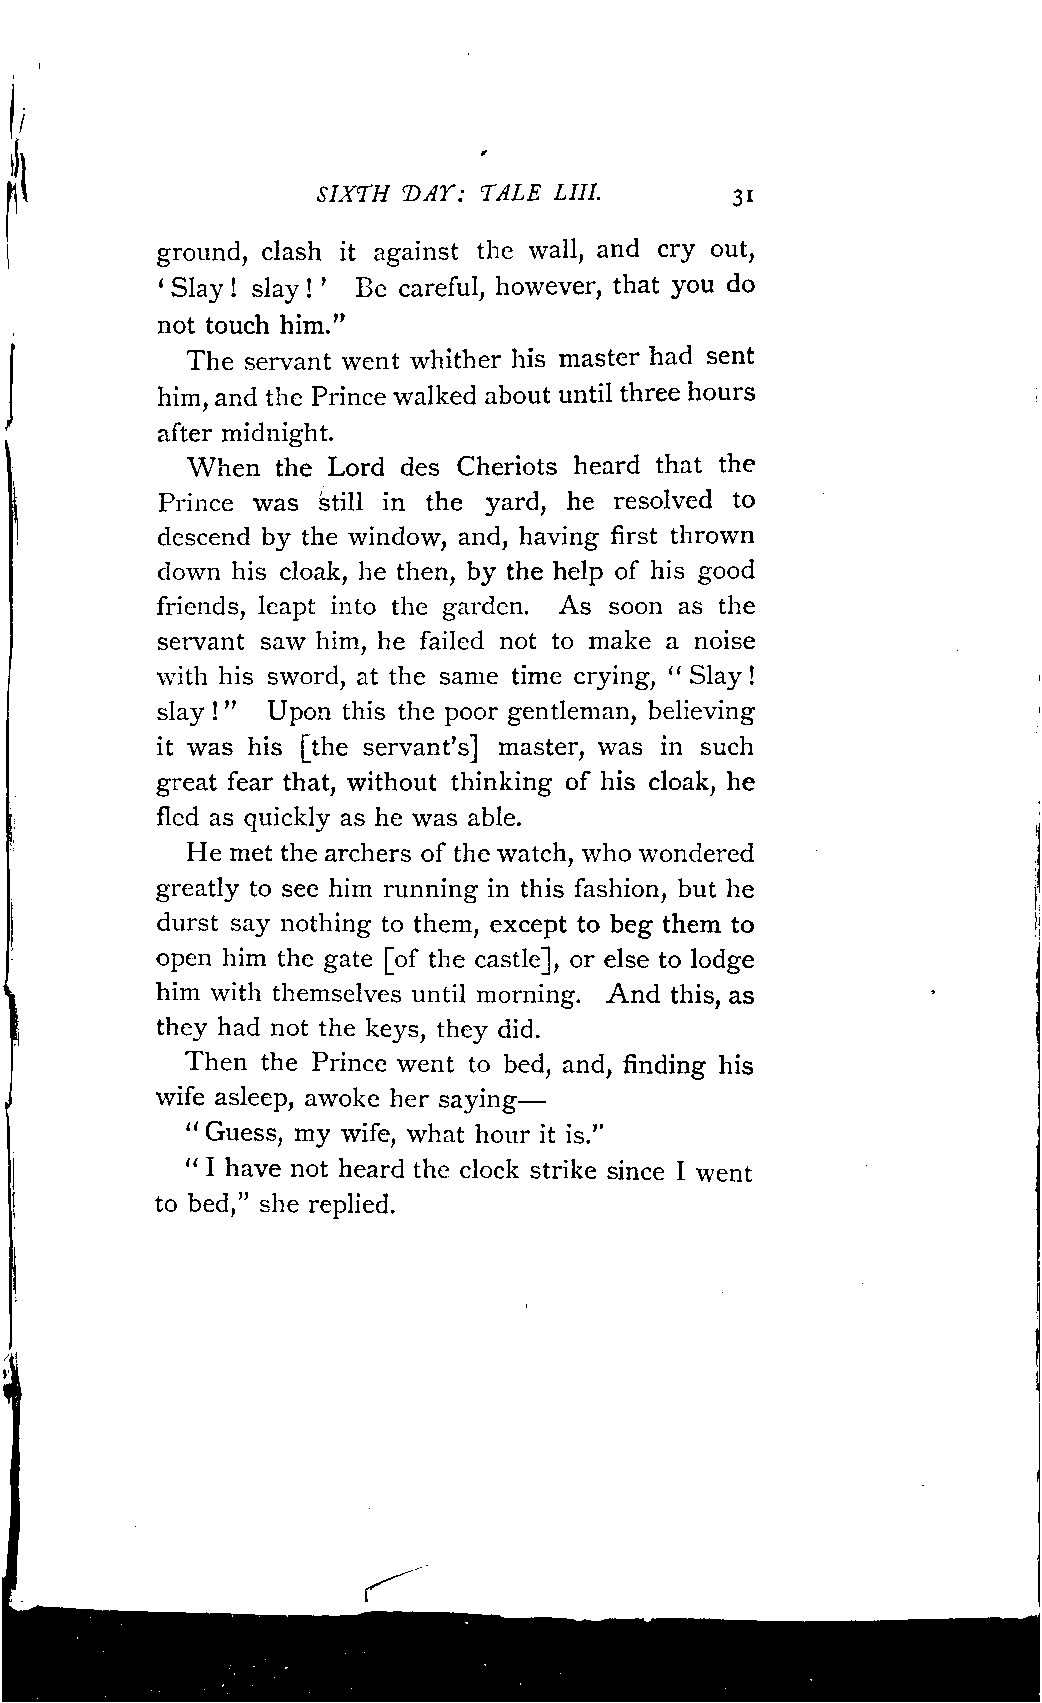 SIXTH DAY: TALE LIII. 31
ground, clash it against the wall, and cry out,
‘Slay! slay!’ Be careful, however, that you do
not touch him.”
The servant went whither his master had sent
him, and the Prince walked about until three hours
after midnight.
When the Lord des Cheriots heard that the
Prince was still in the yard, he resolved to
descend by the window, and, having first thrown
down his cloak, he then, by the help of his good
friends, leapt into the garden. As soon as the
servant saw him, he failed not to make a noise
with his sword, at the same time crying, “Slay!
slay!” Upon this the poor gentleman, believing
it was his [the servant's] master, was in such
great fear that, without thinking of his cloak, he
fled as quickly as he was able.
He met the archers of the watch, who wondered
greatly to see him running in this fashion, but he
durst say nothing to them, except to beg them to
open him the gate [of the castle], or else to lodge
him with themselves until morning. And this, as
they had not the keys, they did.
Then the Prince went to bed, and, finding his
wife asleep, awoke her saying—
“Guess, my wife, what hour it is.”
“I have not heard the clock strike since I went
to bed,” she replied.